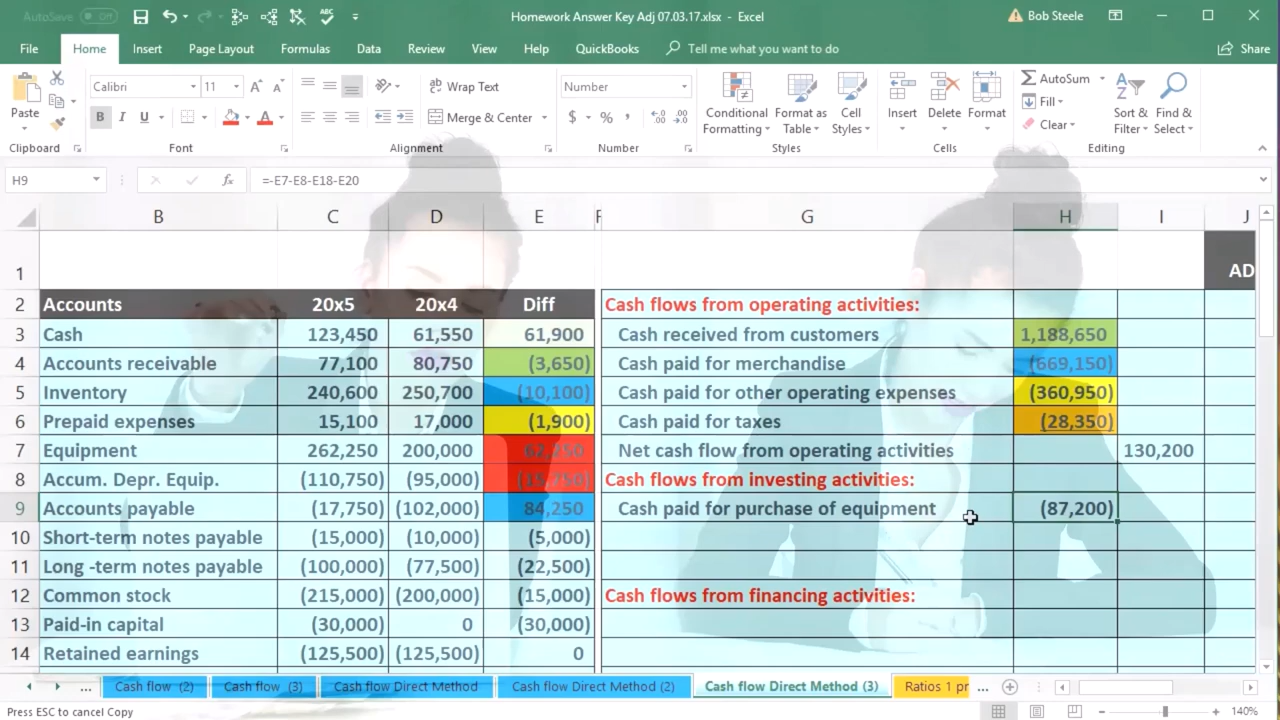 AutoSave Off Homework Answer Key Adj 07.03.17.xlsx - Excel Bob Steele
File Home Insert Page Layout Formulas Data Review View Help QuickBooks Tell me what you want to do Share
Paste Calibri 11 Wrap Text Number Conditional Formatting Format as Table Cell Styles Insert Delete Format AutoSum Fill Clear Sort & Filter Find & Select
B I U A Merge & Center $ % ,
Clipboard Font Alignment Number Styles Cells Editing
H9 fx =-E7-E8-E18-E20
B C D E F G H I J
1 AD
2 Accounts 20x5 20x4 Diff Cash flows from operating activities:
3 Cash 123,450 61,550 61,900 Cash received from customers 1,188,650
4 Accounts receivable 77,100 80,750 (3,650) Cash paid for merchandise (669,150)
5 Inventory 240,600 250,700 (10,100) Cash paid for other operating expenses (360,950)
6 Prepaid expenses 15,100 17,000 (1,900) Cash paid for taxes (28,350)
7 Equipment 262,250 200,000 62,250 Net cash flow from operating activities 130,200
8 Accum. Depr. Equip. (110,750) (95,000) (15,750) Cash flows from investing activities:
9 Accounts payable (17,750) (102,000) 84,250 Cash paid for purchase of equipment (87,200)
10 Short-term notes payable (15,000) (10,000) (5,000)
11 Long -term notes payable (100,000) (77,500) (22,500)
12 Common stock (215,000) (200,000) (15,000) Cash flows from financing activities:
13 Paid-in capital (30,000) 0 (30,000)
14 Retained earnings (125,500) (125,500) 0
... Cash flow (2) Cash flow (3) Cash flow Direct Method Cash flow Direct Method (2) Cash flow Direct Method (3) Ratios 1 pr ...
Press ESC to cancel Copy 140%